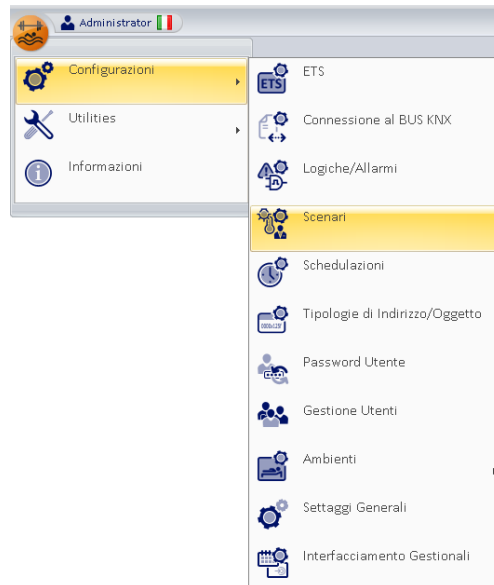 Administrator
Configurazioni
Utilities
Informazioni
ETS
ETS
Connessione al BUS KNX
Logiche/Allarmi
Scenari
Schedulazioni
Tipologie di Indirizzo/Oggetto
Password Utente
Gestione Utenti
Ambienti
Settaggi Generali
Interfacciamento Gestionali